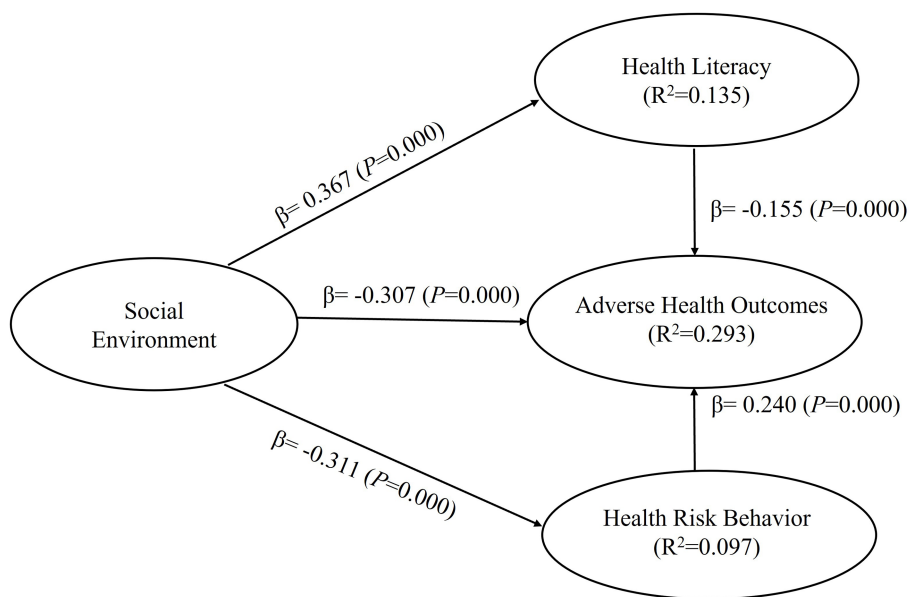 Health Literacy
(R²=0.135)
β= 0.367 (P=0.000)
β= -0.155 (P=0.000)
Social
Environment
β= -0.307 (P=0.000)
Adverse Health Outcomes
(R²=0.293)
β= 0.240 (P=0.000)
β= -0.311 (P=0.000)
Health Risk Behavior
(R²=0.097)